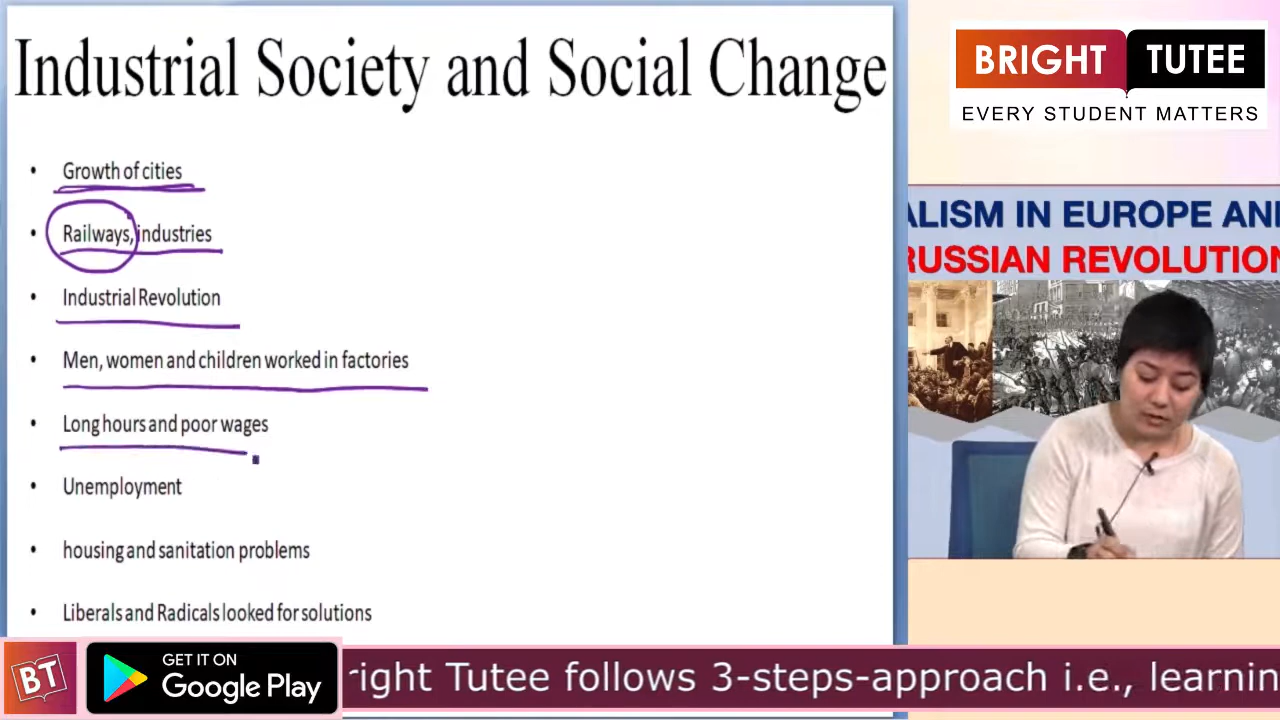 Industrial Society and Social Change
• Growth of cities
• Railways, industries
• Industrial Revolution
• Men, women and children worked in factories
• Long hours and poor wages
• Unemployment
• housing and sanitation problems
• Liberals and Radicals looked for solutions
BRIGHT TUTEE
EVERY STUDENT MATTERS
ALISM IN EUROPE AN
RUSSIAN REVOLUTION
BT
GET IT ON
Google Play
right Tutee follows 3-steps-approach i.e., learnin